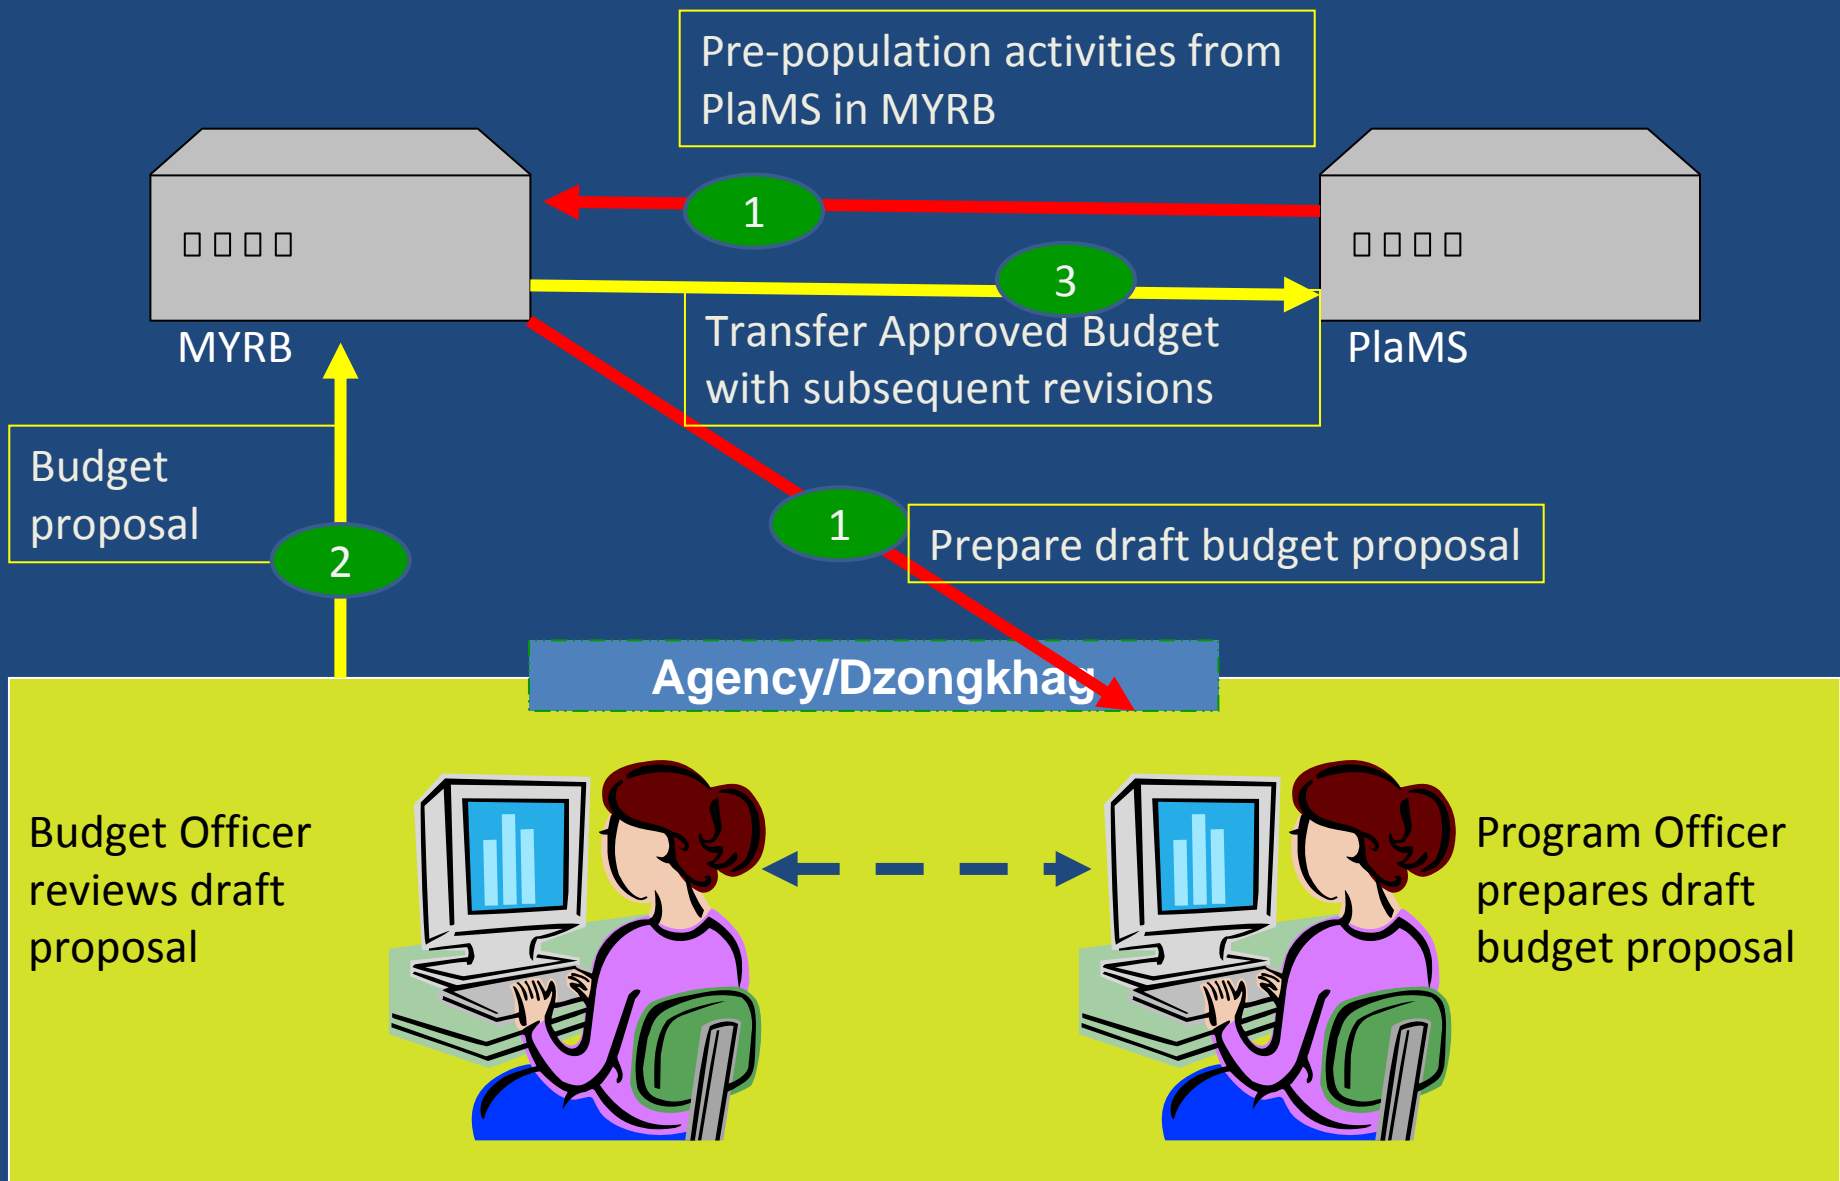 Pre-population activities from
PlaMS in MYRB
1
3
MYRB
PlaMS
Transfer Approved Budget
with subsequent revisions
Budget
proposal
2
1
Prepare draft budget proposal
Agency/Dzongkhag
Budget Officer
reviews draft
proposal
Program Officer
prepares draft
budget proposal